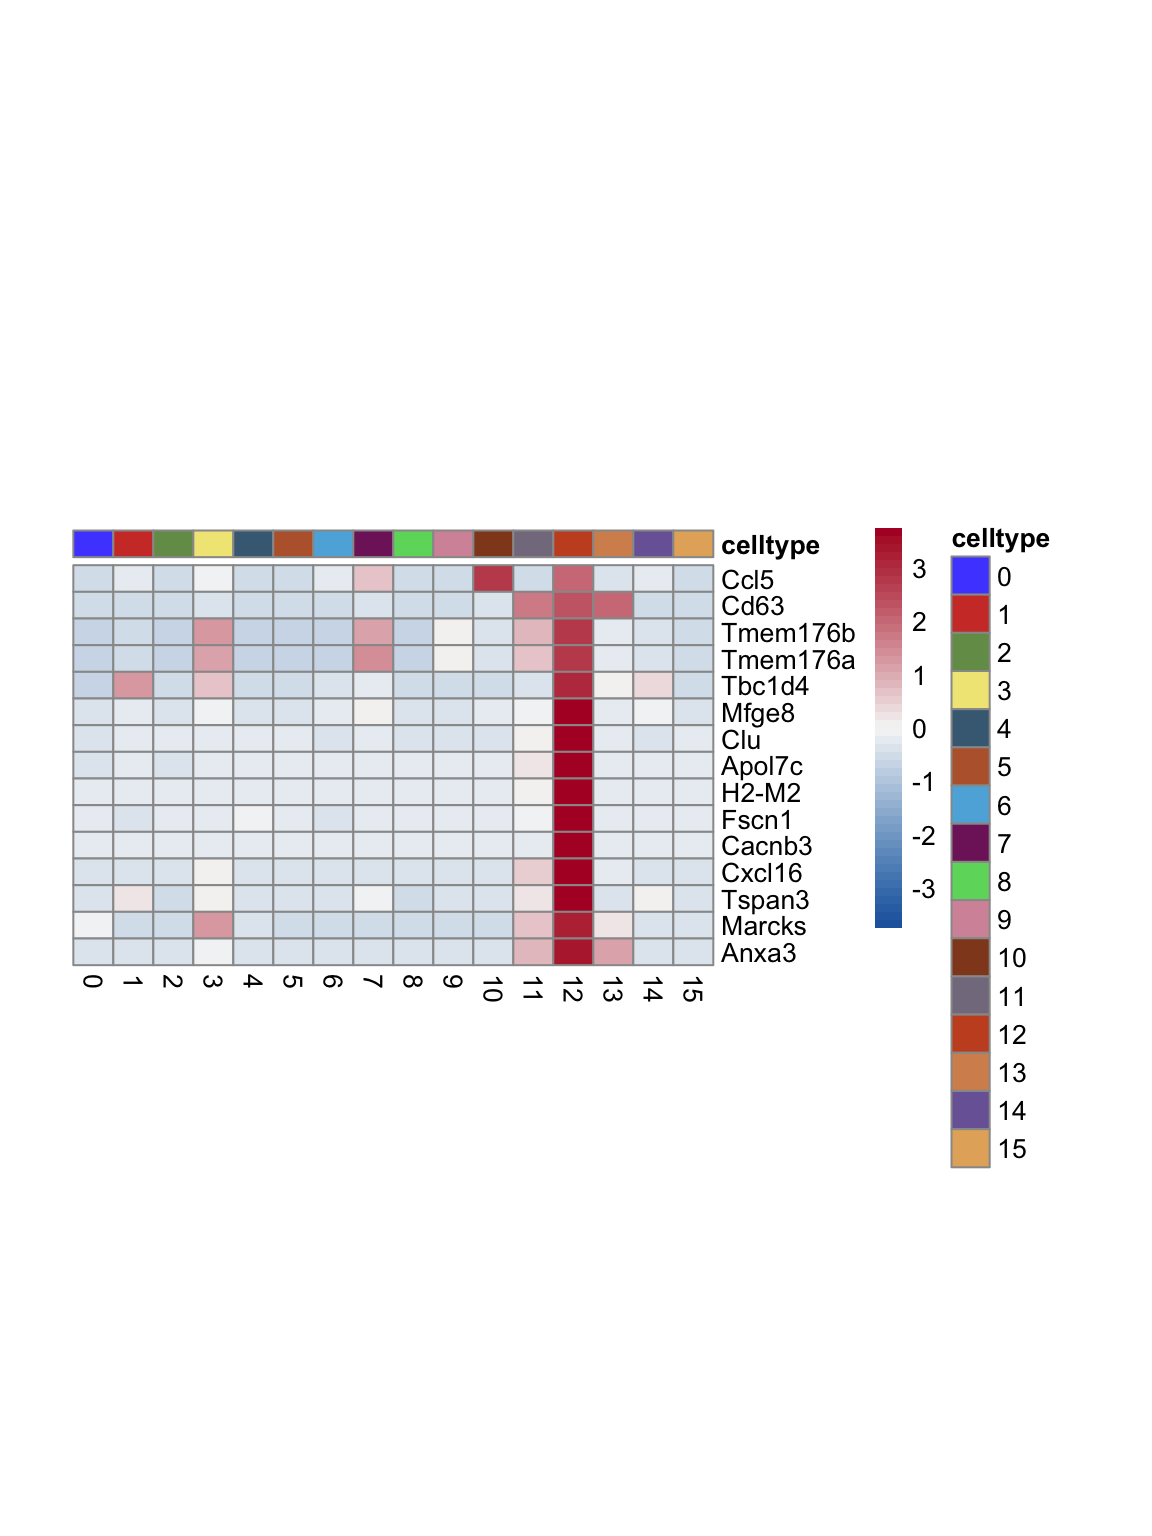 celltype
Ccl5
Cd63
Tmem176b
Tmem176a
Tbc1d4
Mfge8
Clu
Apol7c
H2-M2
Fscn1
Cacnb3
Cxcl16
Tspan3
Marcks
Anxa3
0 1 2 3 4 5 6 7 8 9 10 11 12 13 14 15
3
2
1
0
-1
-2
-3
celltype
0
1
2
3
4
5
6
7
8
9
10
11
12
13
14
15